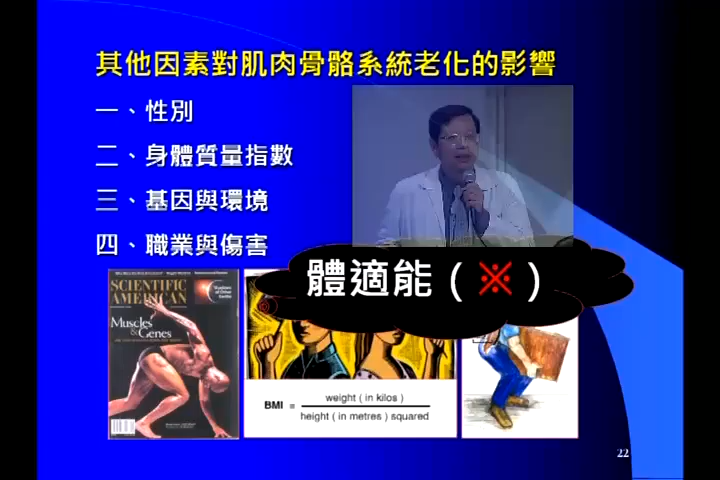 其他因素對肌肉骨骼系統老化的影響
一、性別
二、身體質量指數
三、基因與環境
四、職業與傷害
體適能（※）
SCIENTIFIC
AMERICAN
Muscles
& Genes
BMI = weight ( in kilos )
height ( in metres ) squared
22